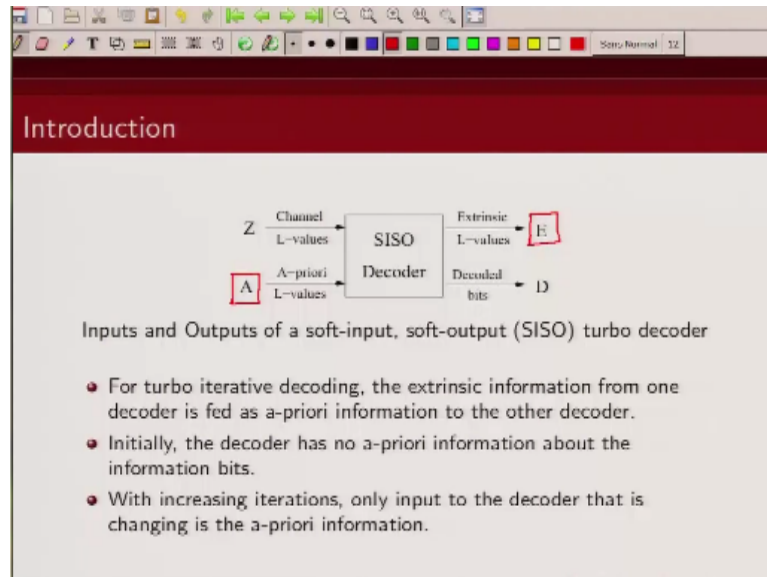 T
Sans Normal 12
Introduction
Z Channel L-values SISO Decoder Extrinsic L-values E
A A-priori L-values Decoded bits D
Inputs and Outputs of a soft-input, soft-output (SISO) turbo decoder
For turbo iterative decoding, the extrinsic information from one
decoder is fed as a-priori information to the other decoder.
Initially, the decoder has no a-priori information about the
information bits.
With increasing iterations, only input to the decoder that is
changing is the a-priori information.